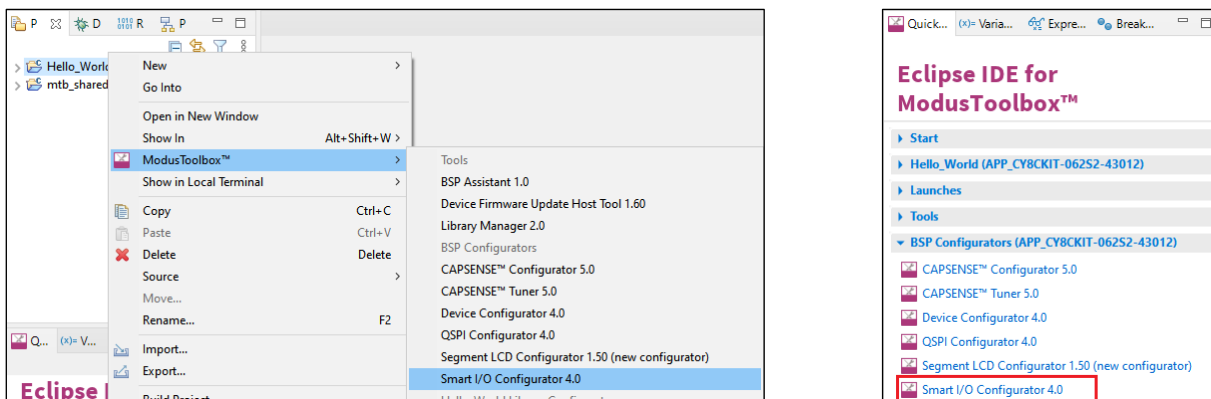 P D R P
Hello_World
mtb_shared
New
Go Into
Open in New Window
Show In Alt+Shift+W
ModusToolbox™
Show in Local Terminal
Copy Ctrl+C
Paste Ctrl+V
Delete Delete
Source
Move...
Rename... F2
Import...
Export...
Build Project
Tools
BSP Assistant 1.0
Device Firmware Update Host Tool 1.60
Library Manager 2.0
BSP Configurators
CAPSENSE™ Configurator 5.0
CAPSENSE™ Tuner 5.0
Device Configurator 4.0
QSPI Configurator 4.0
Segment LCD Configurator 1.50 (new configurator)
Smart I/O Configurator 4.0
Q... (x)= V...
Eclipse
Quick... (x)= Varia... Expre... Break...
Eclipse IDE for
ModusToolbox™
Start
Hello_World (APP_CY8CKIT-062S2-43012)
Launches
Tools
BSP Configurators (APP_CY8CKIT-062S2-43012)
CAPSENSE™ Configurator 5.0
CAPSENSE™ Tuner 5.0
Device Configurator 4.0
QSPI Configurator 4.0
Segment LCD Configurator 1.50 (new configurator)
Smart I/O Configurator 4.0